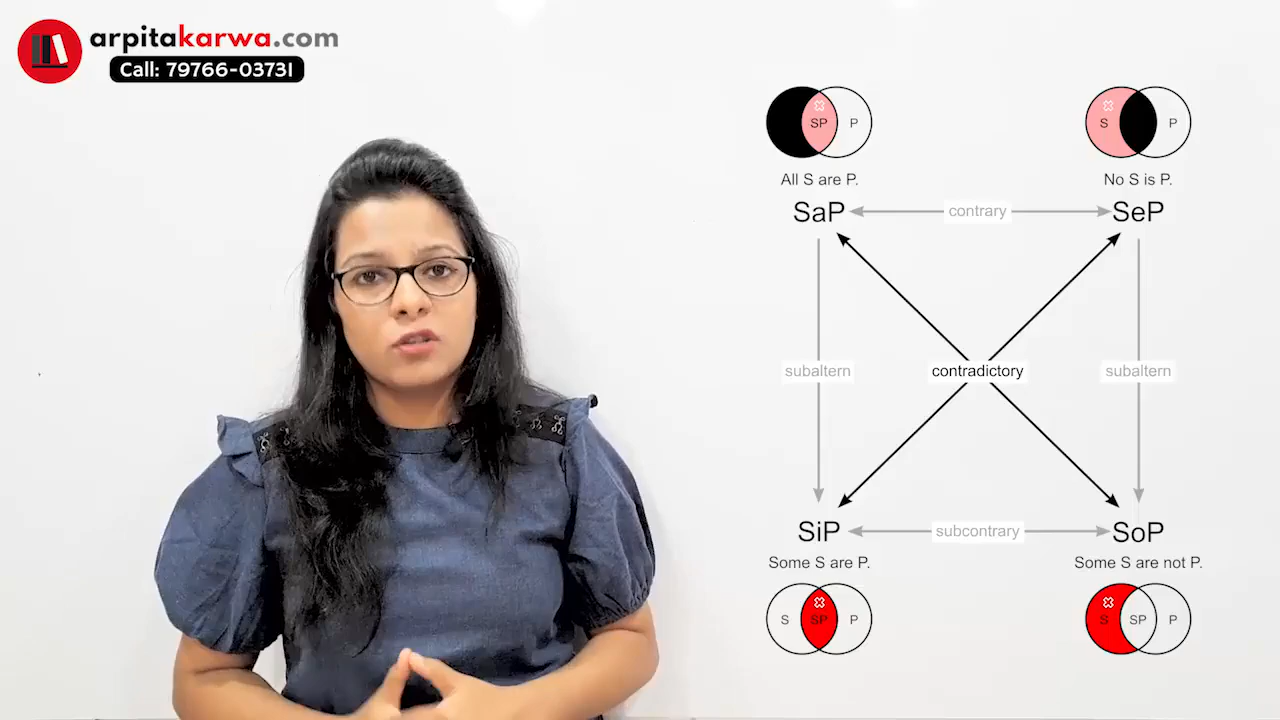 arpitakarwa.com
Call: 79766-03731
SP P
S P
All S are P.
No S is P.
SaP
contrary
SeP
subaltern
contradictory
subaltern
SiP
subcontrary
SoP
Some S are P.
Some S are not P.
S SP P
S SP P